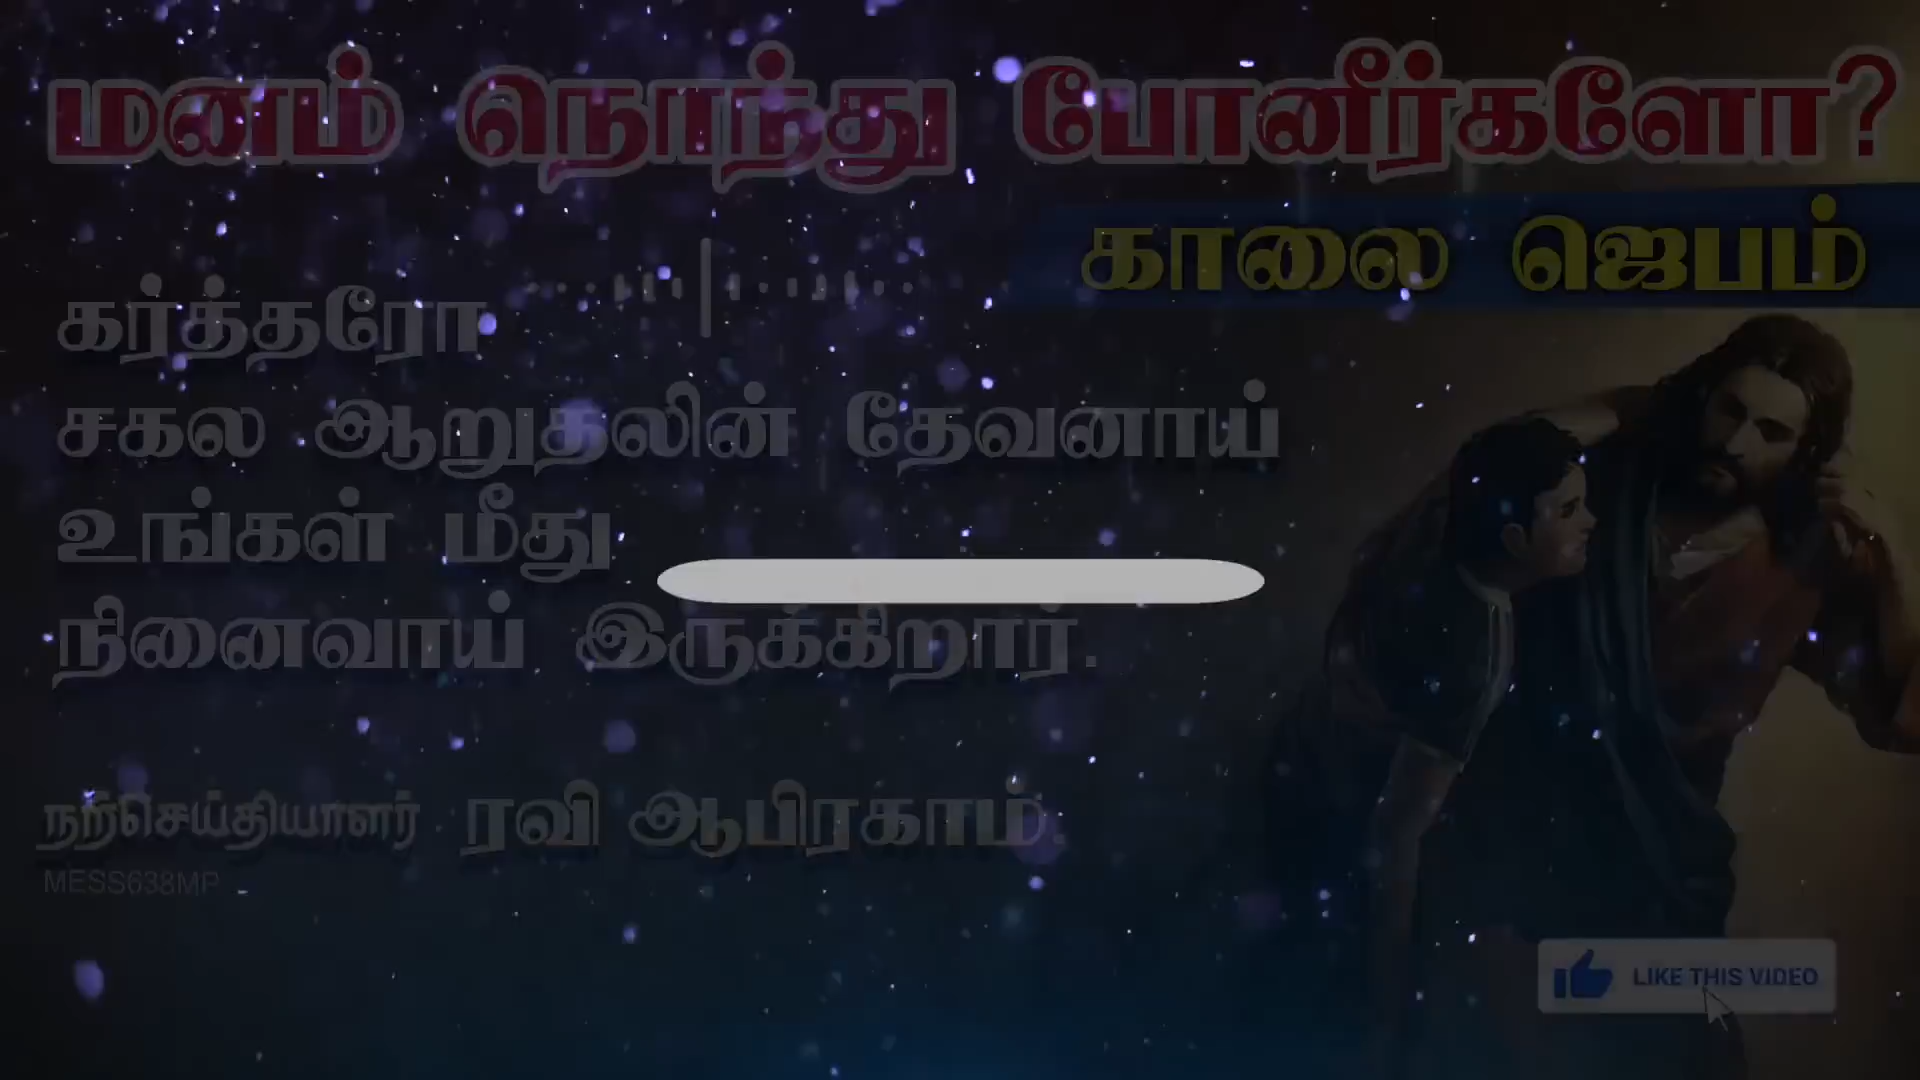 மனம் நொந்து போனீர்களோ?
காலை ஜெபம்
கர்த்தரோ
சகல ஆறுதலின் தேவனாய்
உங்கள் மீது
நினைவாய் இருக்கிறார்.
நற்செய்தியாளர் ரவி ஆபிரகாம்.
MESS638MP
LIKE THIS VIDEO